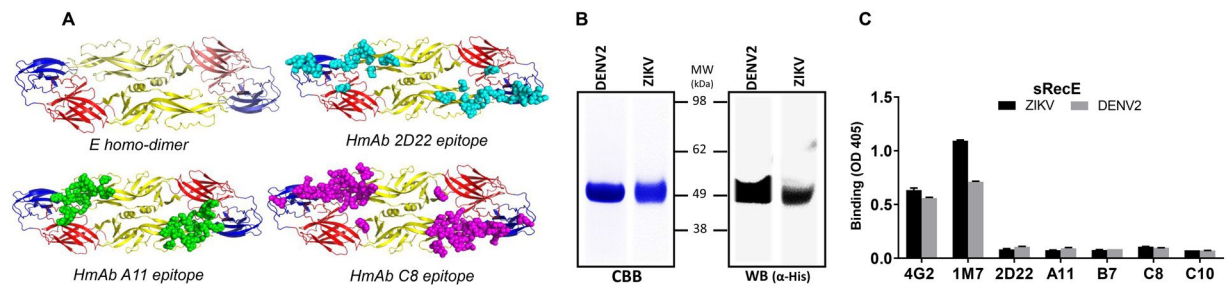 A
E homo-dimer
HmAb 2D22 epitope
HmAb A11 epitope
HmAb C8 epitope
B
DENV2
ZIKV
MW
(kDa)
DENV2
ZIKV
98
62
49
38
CBB
WB (α-His)
C
sRecE
ZIKV
DENV2
Binding (OD 405)
1.5
1.0
0.5
0.0
4G2 1M7 2D22 A11 B7 C8 C10